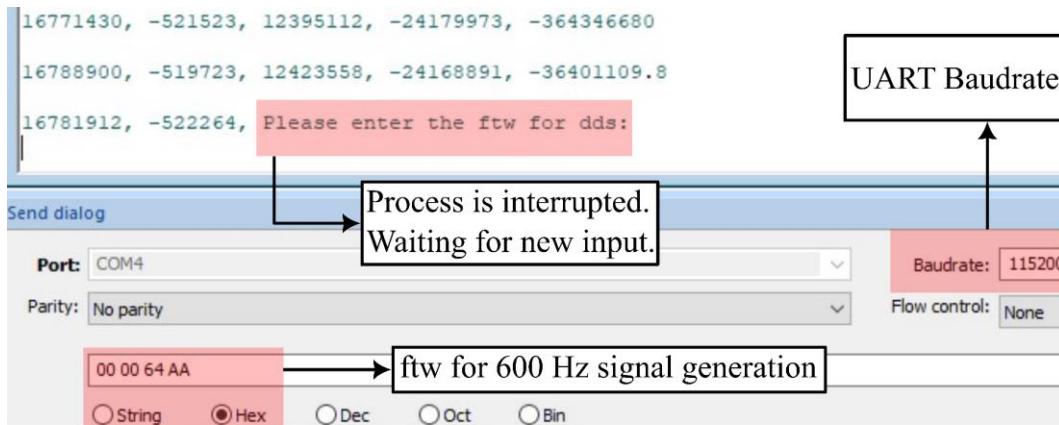 16771430, -521523, 12395112, -24179973, -364346680
16788900, -519723, 12423558, -24168891, -36401109.8
UART Baudrate
16781912, -522264, Please enter the ftw for dds:
Process is interrupted.
Waiting for new input.
Send dialog
Port: COM4
Baudrate: 115200
Parity: No parity
Flow control: None
00 00 64 AA
ftw for 600 Hz signal generation
String Hex Dec Oct Bin